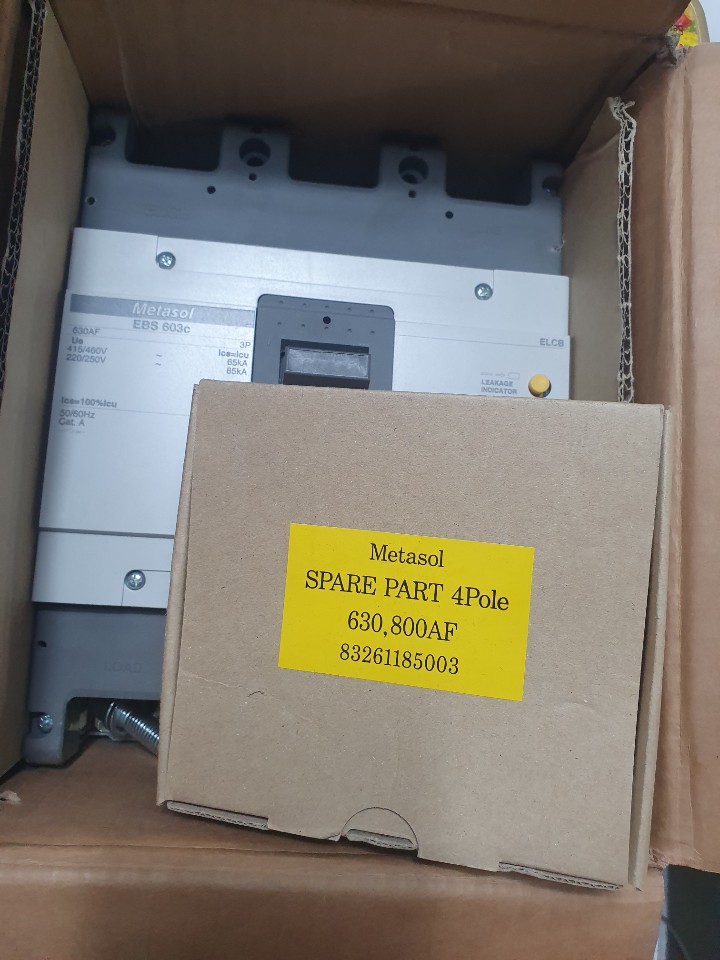 Metasol
EBS 603c
630AF
Ue
415/460V
220/250V
3P
Ics=Icu
65kA
65kA
Ics=100%Icu
50/60Hz
Cat. A
ELCB
LEAKAGE
INDICATOR
Metasol
SPARE PART 4Pole
630,800AF
83261185003